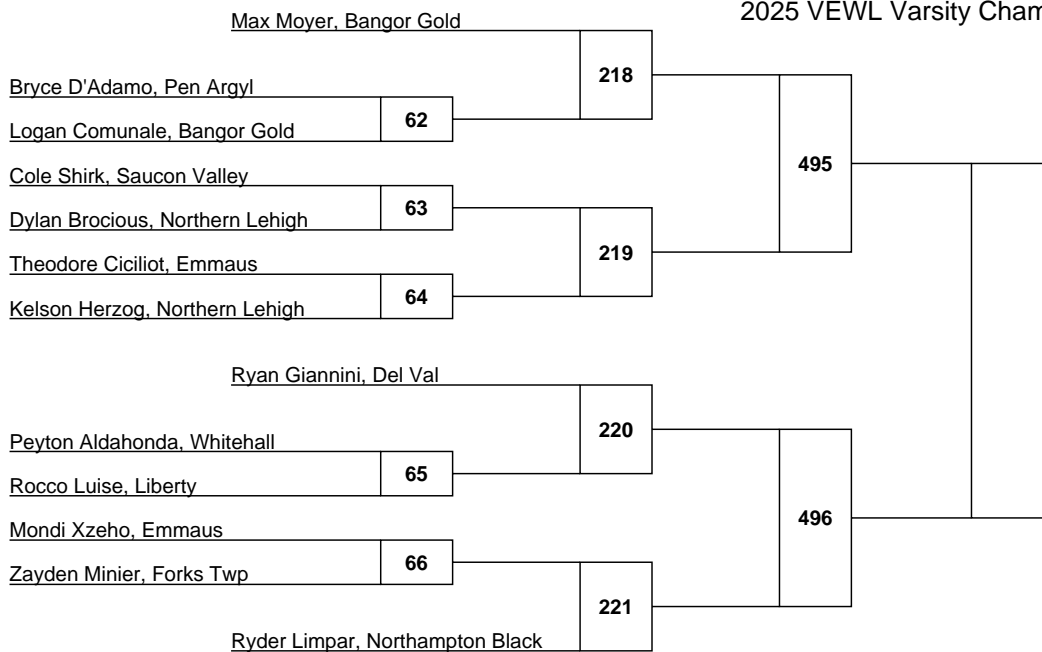 2025 VEWL Varsity Cham
Max Moyer, Bangor Gold
218
Bryce D'Adamo, Pen Argyl
62
Logan Comunale, Bangor Gold
495
Cole Shirk, Saucon Valley
63
Dylan Brocious, Northern Lehigh
219
Theodore Ciciliot, Emmaus
64
Kelson Herzog, Northern Lehigh
Ryan Giannini, Del Val
220
Peyton Aldahonda, Whitehall
65
Rocco Luise, Liberty
496
Mondi Xzeho, Emmaus
66
Zayden Minier, Forks Twp
221
Ryder Limpar, Northampton Black